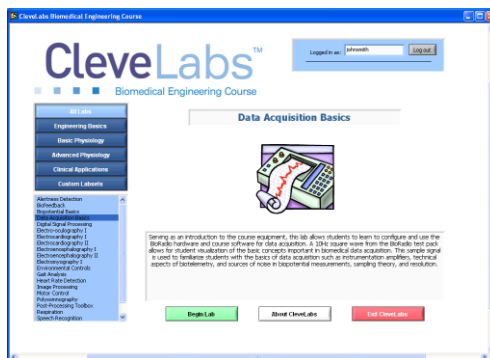 CleveLabs Biomedical Engineering Course
CleveLabs™
Biomedical Engineering Course
Logged in as: johnsmith Log out
All Labs
Engineering Basics
Basic Physiology
Advanced Physiology
Clinical Applications
Custom Labsets
Alertness Detection
Biofeedback
Biopotential Basics
Data Acquisition Basics
Digital Signal Processing
Electro-oculography I
Electrocardiography I
Electrocardiography II
Electroencephalography I
Electroencephalography II
Electromyography I
Environmental Controls
Gait Analysis
Heart Rate Detection
Image Processing
Motor Control
Polysomnography
Post-Processing Toolbox
Respiration
Speech Recognition
Data Acquisition Basics
Serving as an introduction to the course equipment, this lab allows students to learn to configure and use the
BioRadio hardware and course software for data acquisition. A 10Hz square wave from the BioRadio test pack
allows for student visualization of the basic concepts important in biomedical data acquisition. This sample signal
is used to familiarize students with the basics of data acquisition such as instrumentation amplifiers, technical
aspects of biotelemetry, and sources of noise in biopotential measurements, sampling theory, and resolution.
Begin Lab
About CleveLabs
Exit CleveLabs